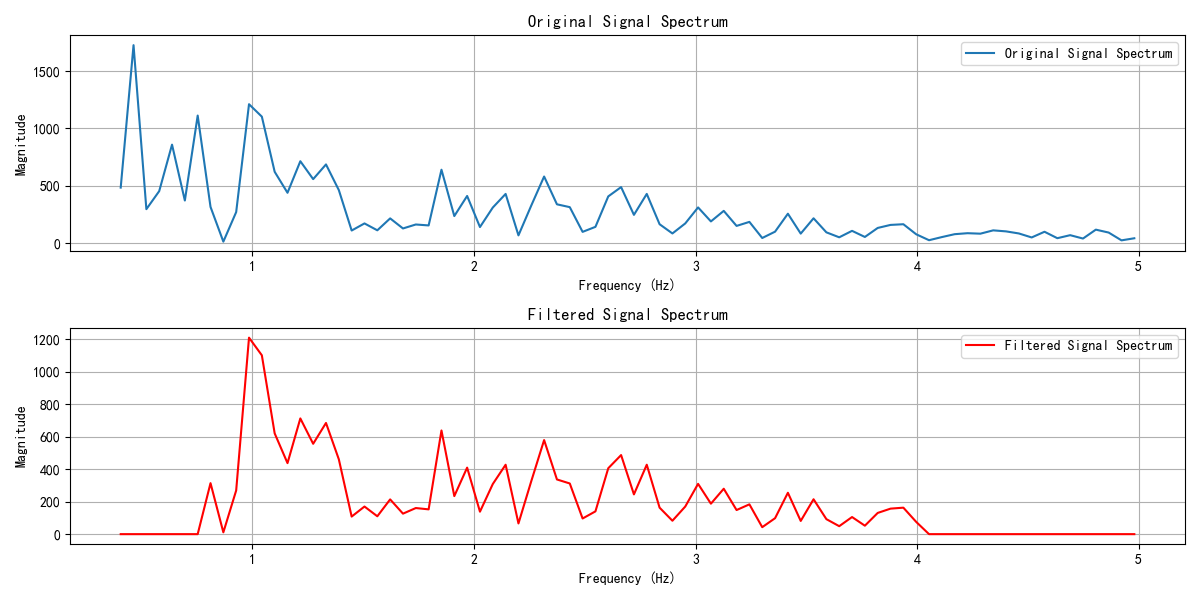 Original Signal Spectrum
Original Signal Spectrum
Magnitude
1500
1000
500
0
1 2 3 4 5
Frequency (Hz)
Filtered Signal Spectrum
Filtered Signal Spectrum
Magnitude
1200
1000
800
600
400
200
0
1 2 3 4 5
Frequency (Hz)